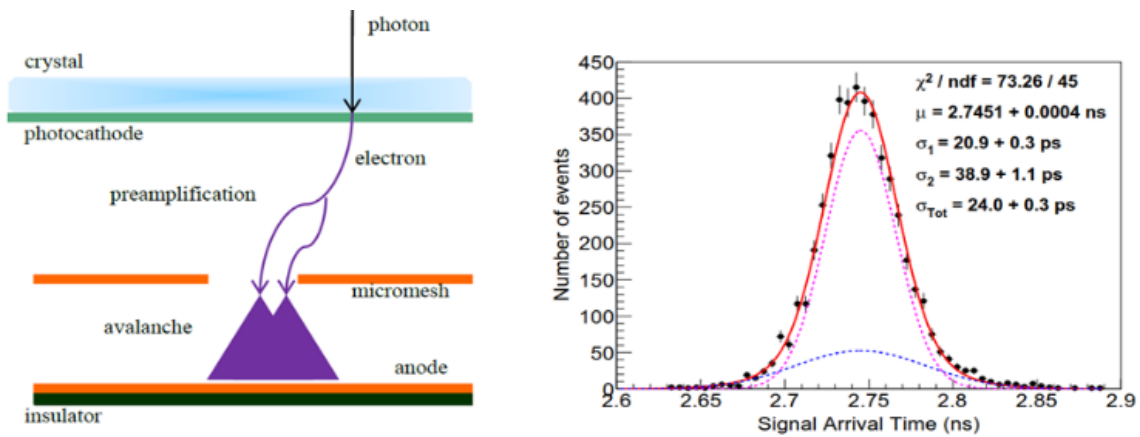 photon
crystal
photocathode
electron
preamplification
micromesh
avalanche
anode
insulator
450
400
350
300
250
200
150
100
50
0
Number of events
χ² / ndf = 73.26 / 45
μ = 2.7451 + 0.0004 ns
σ₁ = 20.9 + 0.3 ps
σ₂ = 38.9 + 1.1 ps
σTot = 24.0 + 0.3 ps
2.6 2.65 2.7 2.75 2.8 2.85 2.9
Signal Arrival Time (ns)